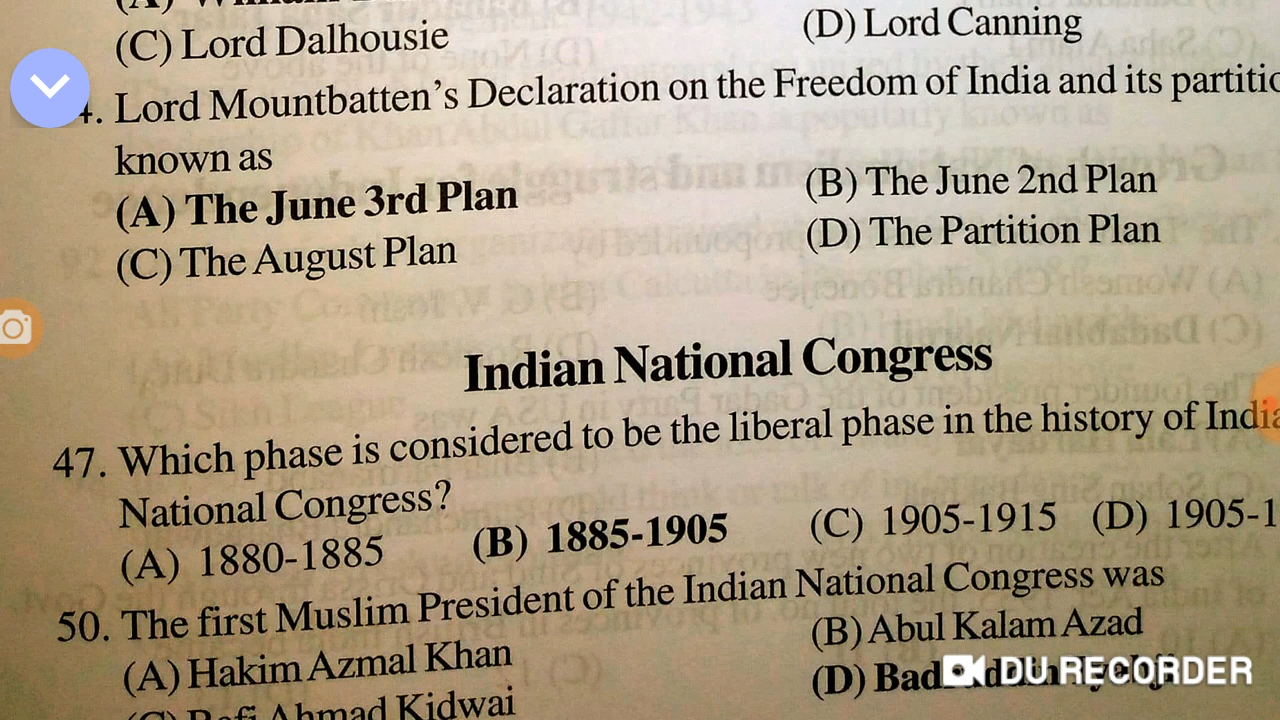 (C) Lord Dalhousie (D) Lord Canning
4. Lord Mountbatten's Declaration on the Freedom of India and its partitio
known as
(A) The June 3rd Plan (B) The June 2nd Plan
(C) The August Plan (D) The Partition Plan
Indian National Congress
47. Which phase is considered to be the liberal phase in the history of India
National Congress?
(A) 1880-1885 (B) 1885-1905 (C) 1905-1915 (D) 1905-1
50. The first Muslim President of the Indian National Congress was
(A) Hakim Azmal Khan (B) Abul Kalam Azad
Ahmad Kidwai (D)
DU RECORDER